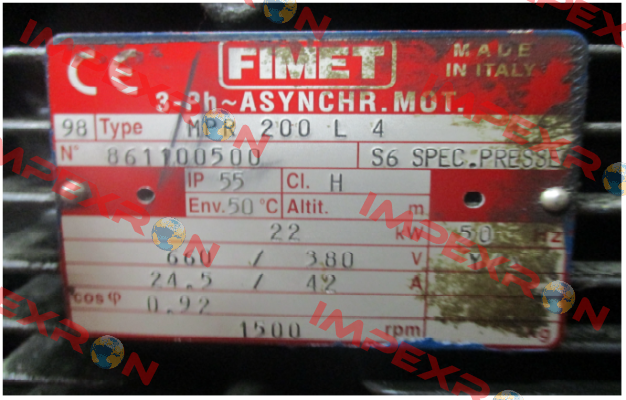 CE FIMET MADE IN ITALY
3-Ph~ASYNCHR.MOT.
98 Type MPR 200 L 4
N° 861100500 S6 SPEC.PRESSE
IP 55 Cl. H
Env. 50 °C Altit. m
22 kW 50 Hz
660 / 380 V
24.5 / 42 A
cosφ 0.92
1500 rpm kg
IMPEXRON